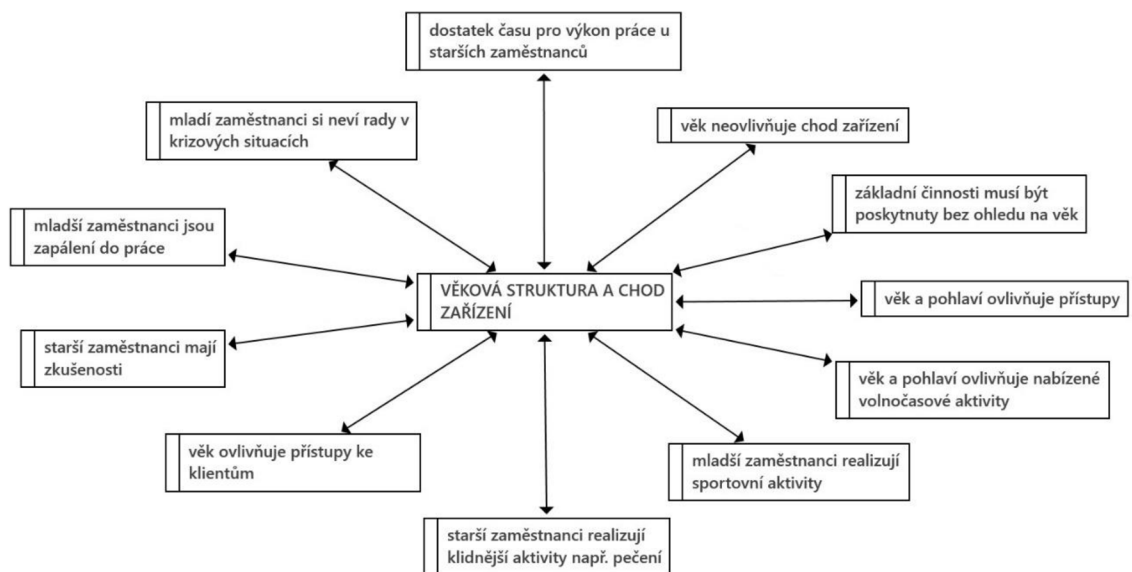 dostatek času pro výkon práce u
starších zaměstnanců
mladí zaměstnanci si neví rady v
krizových situacích
věk neovlivňuje chod zařízení
základní činnosti musí být
poskytnuty bez ohledu na věk
mladší zaměstnanci jsou
zapálení do práce
VĚKOVÁ STRUKTURA A CHOD
ZAŘÍZENÍ
věk a pohlaví ovlivňuje přístupy
starší zaměstnanci mají
zkušenosti
věk a pohlaví ovlivňuje nabízené
volnočasové aktivity
věk ovlivňuje přístupy ke
klientům
mladší zaměstnanci realizují
sportovní aktivity
starší zaměstnanci realizují
klidnější aktivity např. pečení